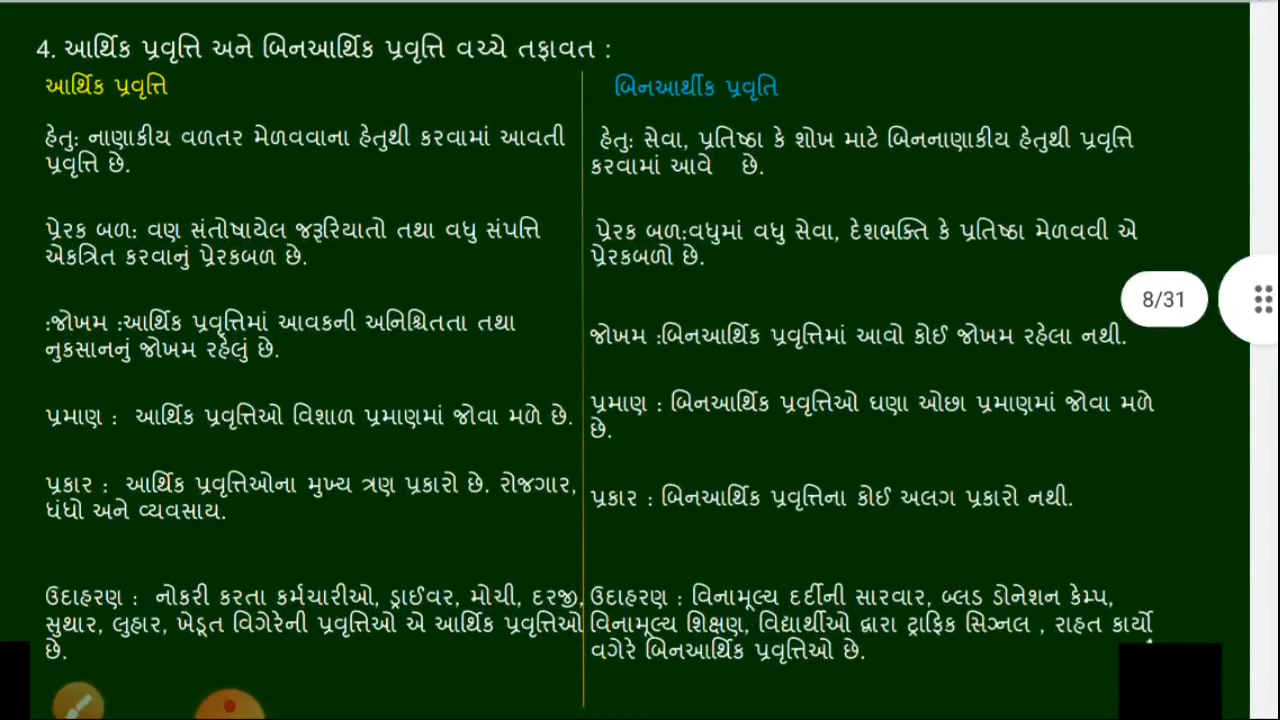 4. આર્થિક પ્રવૃત્તિ અને બિનઆર્થિક પ્રવૃત્તિ વચ્ચે તફાવત :
આર્થિક પ્રવૃત્તિ
હેતુ: નાણાકીય વળતર મેળવવાના હેતુથી કરવામાં આવતી
પ્રવૃત્તિ છે.
પ્રેરક બળ: વણ સંતોષાયેલ જરૂરિયાતો તથા વધુ સંપત્તિ
એકત્રિત કરવાનું પ્રેરકબળ છે.
:જોખમ :આર્થિક પ્રવૃત્તિમાં આવકની અનિશ્ચિતતા તથા
નુકસાનનું જોખમ રહેલું છે.
પ્રમાણ : આર્થિક પ્રવૃત્તિઓ વિશાળ પ્રમાણમાં જોવા મળે છે.
પ્રકાર : આર્થિક પ્રવૃત્તિઓના મુખ્ય ત્રણ પ્રકારો છે. રોજગાર,
ધંધો અને વ્યવસાય.
ઉદાહરણ : નોકરી કરતા કર્મચારીઓ, ડ્રાઈવર, મોચી, દરજી,
સુથાર, લુહાર, ખેડૂત વિગેરેની પ્રવૃત્તિઓ એ આર્થિક પ્રવૃત્તિઓ
છે.
બિનઆર્થીક પ્રવૃતિ
હેતુ: સેવા, પ્રતિષ્ઠા કે શોખ માટે બિનનાણાકીય હેતુથી પ્રવૃત્તિ
કરવામાં આવે છે.
પ્રેરક બળ:વધુમાં વધુ સેવા, દેશભક્તિ કે પ્રતિષ્ઠા મેળવવી એ
પ્રેરકબળો છે.
જોખમ :બિનઆર્થિક પ્રવૃત્તિમાં આવો કોઈ જોખમ રહેલા નથી.
પ્રમાણ : બિનઆર્થિક પ્રવૃત્તિઓ ઘણા ઓછા પ્રમાણમાં જોવા મળે
છે.
પ્રકાર : બિનઆર્થિક પ્રવૃત્તિના કોઈ અલગ પ્રકારો નથી.
ઉદાહરણ : વિનામૂલ્ય દર્દીની સારવાર, બ્લડ ડોનેશન કેમ્પ,
વિનામૂલ્ય શિક્ષણ, વિદ્યાર્થીઓ દ્વારા ટ્રાફિક સિગ્નલ , રાહત કાર્યો
વગેરે બિનઆર્થિક પ્રવૃત્તિઓ છે.
8/31